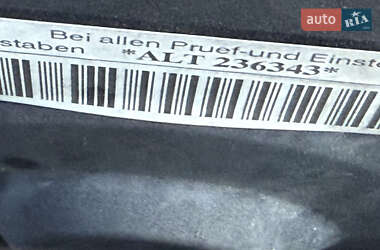 auto RIA
Bei allen Pruef-und Einste
staben *ALT 236343*